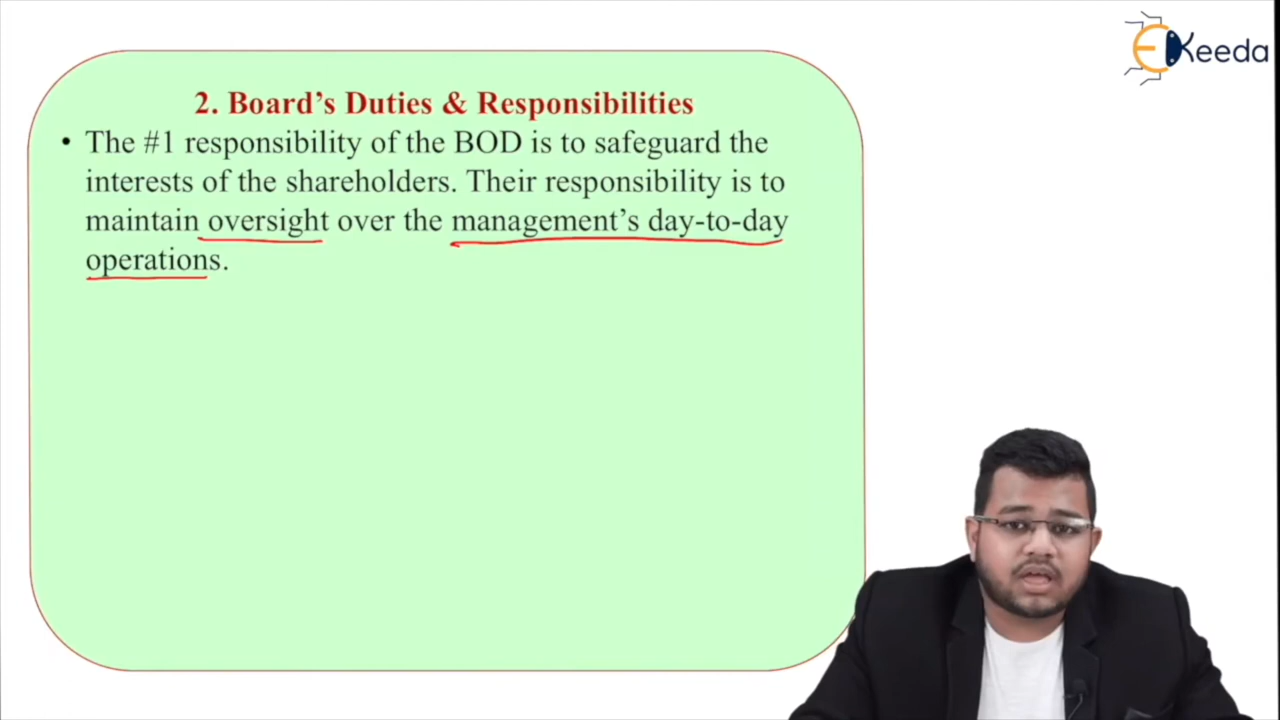 EKeeda
2. Board’s Duties & Responsibilities
• The #1 responsibility of the BOD is to safeguard the
interests of the shareholders. Their responsibility is to
maintain oversight over the management’s day-to-day
operations.